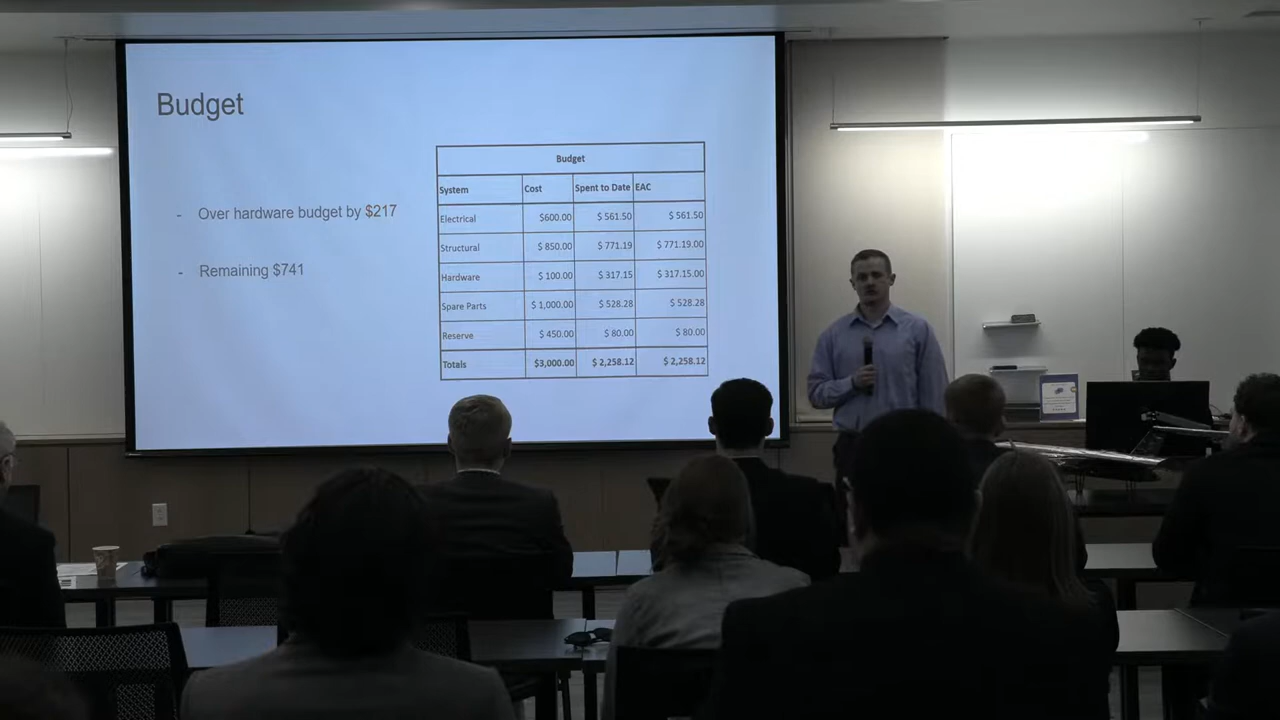 Budget
- Over hardware budget by $217
- Remaining $741
Budget
System Cost Spent to Date EAC
Electrical $600.00 $ 561.50 $ 561.50
Structural $ 850.00 $ 771.19 $ 771.19.00
Hardware $ 100.00 $ 317.15 $ 317.15.00
Spare Parts $ 1,000.00 $ 528.28 $ 528.28
Reserve $ 450.00 $ 80.00 $ 80.00
Totals $3,000.00 $ 2,258.12 $ 2,258.12